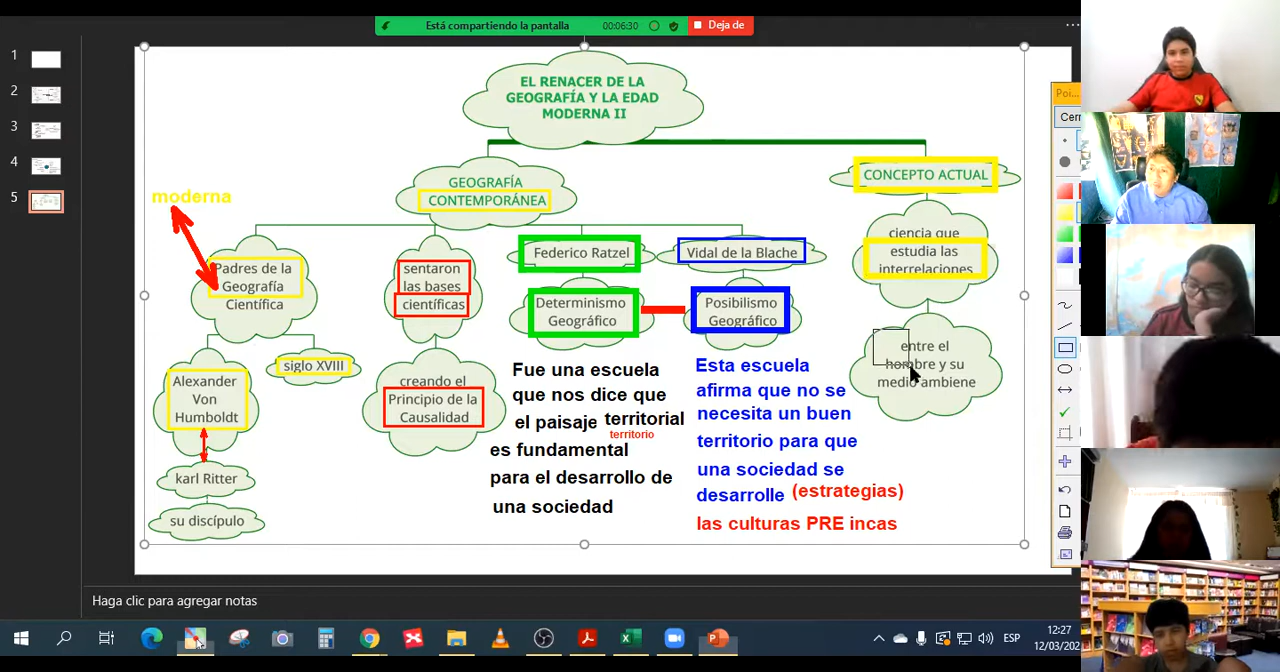 Está compartiendo la pantalla
00:06:30
Deja de
1
2
3
4
5
EL RENACER DE LA
GEOGRAFÍA Y LA EDAD
MODERNA II
GEOGRAFÍA
CONTEMPORÁNEA
CONCEPTO ACTUAL
moderna
Padres de la
Geografía
Científica
sentaron
las bases
científicas
Federico Ratzel
Vidal de la Blache
ciencia que
estudia las
interrelaciones
Determinismo
Geográfico
Posibilismo
Geográfico
entre el
hombre y su
medio ambiene
Alexander
Von
Humboldt
siglo XVIII
creando el
Principio de la
Causalidad
karl Ritter
su discípulo
Fue una escuela
que nos dice que
el paisaje territorial
territorio
es fundamental
para el desarrollo de
una sociedad
Esta escuela
afirma que no se
necesita un buen
territorio para que
una sociedad se
desarrolle (estrategias)
las culturas PRE incas
Poi...
Cerr
Haga clic para agregar notas
ESP
12:27
12/03/202